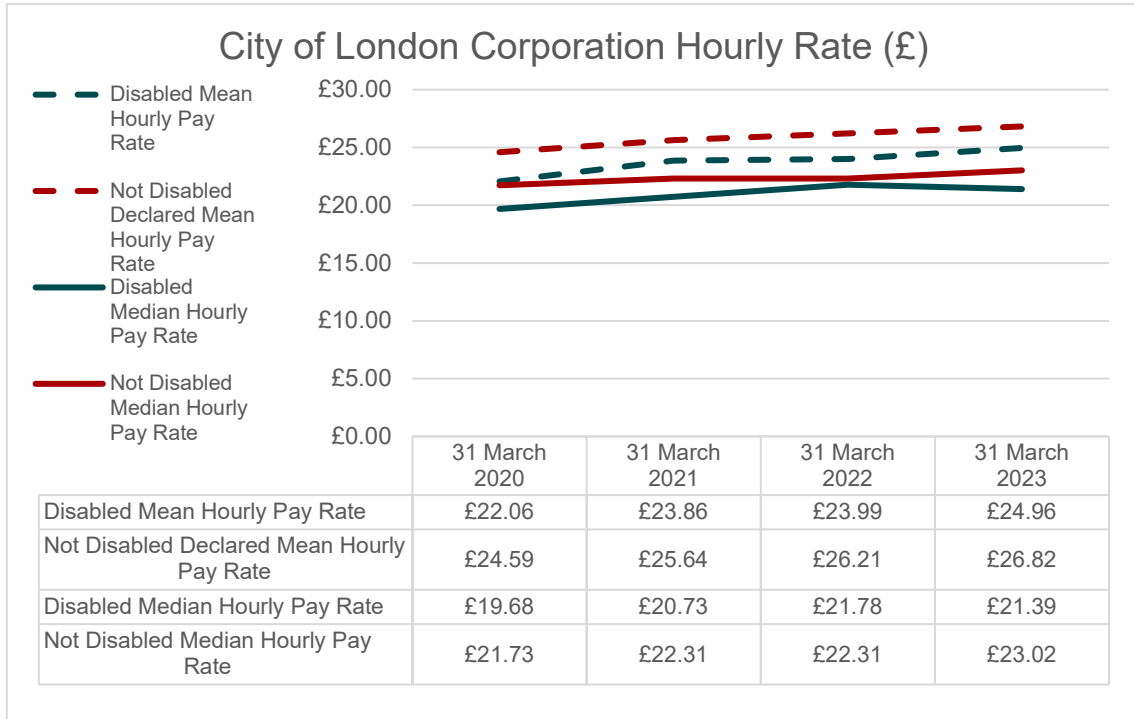 City of London Corporation Hourly Rate (£)
Disabled Mean
Hourly Pay
Rate
Not Disabled
Declared Mean
Hourly Pay
Rate
Disabled
Median Hourly
Pay Rate
Not Disabled
Median Hourly
Pay Rate
£30.00
£25.00
£20.00
£15.00
£10.00
£5.00
£0.00
31 March
2020
31 March
2021
31 March
2022
31 March
2023
Disabled Mean Hourly Pay Rate £22.06 £23.86 £23.99 £24.96
Not Disabled Declared Mean Hourly
Pay Rate £24.59 £25.64 £26.21 £26.82
Disabled Median Hourly Pay Rate £19.68 £20.73 £21.78 £21.39
Not Disabled Median Hourly Pay
Rate £21.73 £22.31 £22.31 £23.02